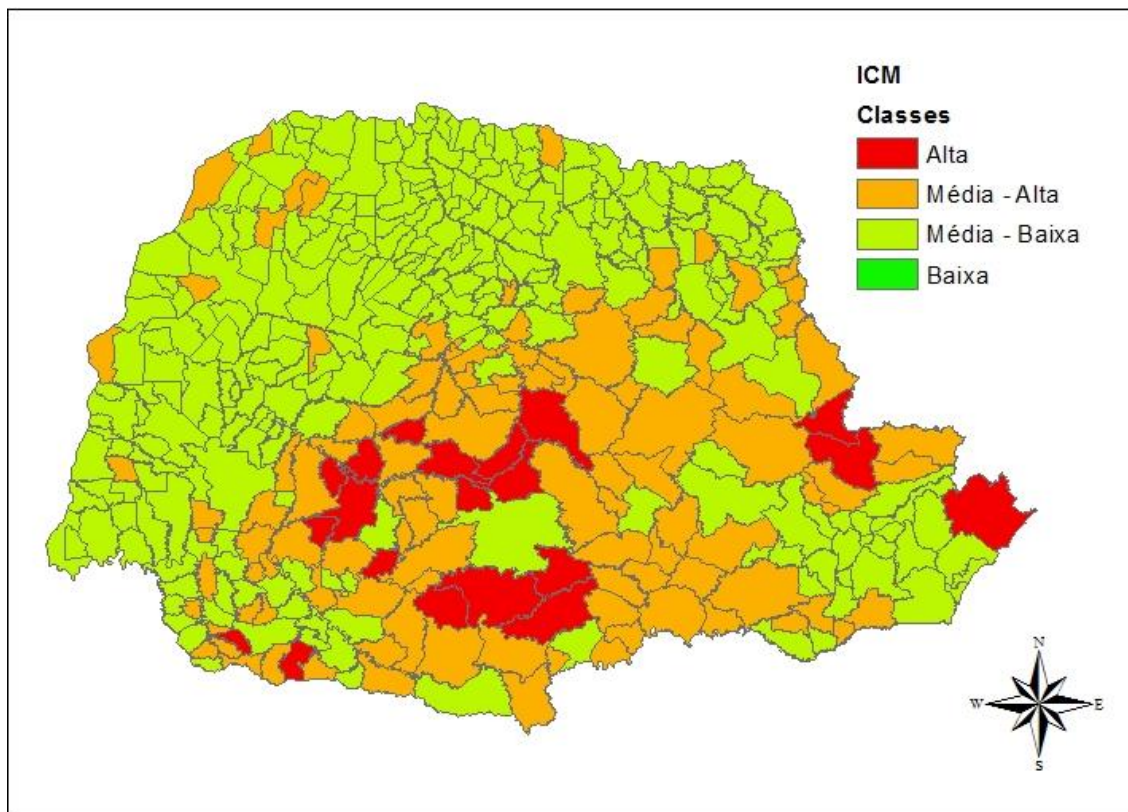 ICM
Classes
Alta
Média - Alta
Média - Baixa
Baixa
N
W
E
S